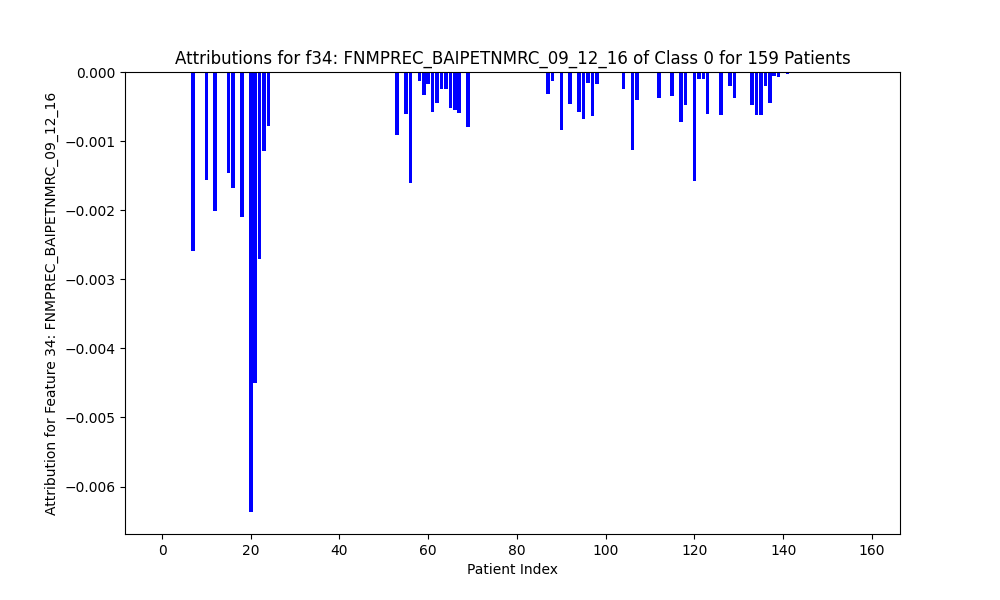 Attributions for f34: FNMPREC_BAIPETNMRC_09_12_16 of Class 0 for 159 Patients
Attribution for Feature 34: FNMPREC_BAIPETNMRC_09_12_16
0.000
−0.001
−0.002
−0.003
−0.004
−0.005
−0.006
0 20 40 60 80 100 120 140 160
Patient Index